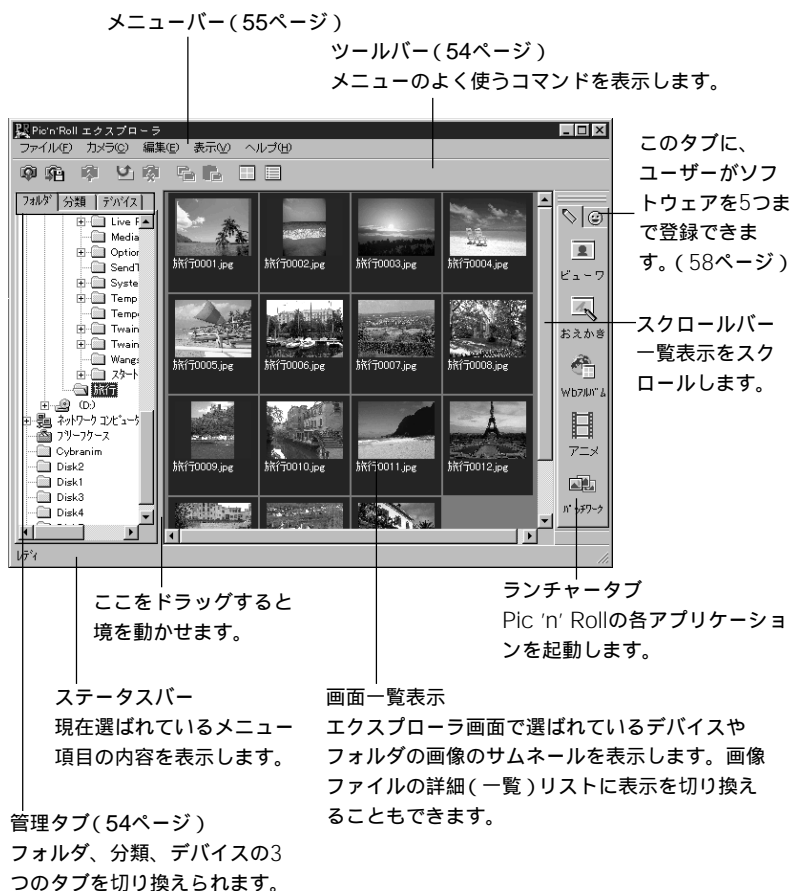 メニューバー(55ページ)
ツールバー(54ページ)
メニューのよく使うコマンドを表示します。
Pic'n'Roll エクスプローラ
ファイル(F) カメラ(C) 編集(E) 表示(V) ヘルプ(H)
フォルダ 分類 デバイス
Live
Media
Option
SendT
Syste
Temp
Tempo
Twain
Twain
Wangs
スタート
旅行
(D:)
ネットワーク コンピュータ
ブリーフケース
Cybranim
Disk2
Disk1
Disk3
Disk4
レディ
旅行0001.jpg 旅行0002.jpg 旅行0003.jpg 旅行0004.jpg
旅行0005.jpg 旅行0006.jpg 旅行0007.jpg 旅行0008.jpg
旅行0009.jpg 旅行0010.jpg 旅行0011.jpg 旅行0012.jpg
ビューワ
おえかき
Wbアルバム
アニメ
パッチワーク
このタブに、
ユーザーがソフ
トウェアを5つま
で登録できま
す。(58ページ)
スクロールバー
一覧表示をスク
ロールします。
ここをドラッグすると
境を動かせます。
ランチャータブ
Pic 'n' Rollの各アプリケーショ
ンを起動します。
ステータスバー
現在選ばれているメニュー
項目の内容を表示します。
画面一覧表示
エクスプローラ画面で選ばれているデバイスや
フォルダの画像のサムネールを表示します。画像
ファイルの詳細(一覧)リストに表示を切り換え
ることもできます。
管理タブ(54ページ)
フォルダ、分類、デバイスの3
つのタブを切り換えられます。